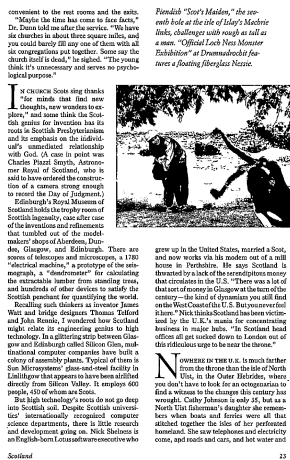 convenient to the rest rooms and the exits.
"Maybe the time has come to face facts,"
Dr. Dunn told me after the service. "We have
six churches in about three square miles, and
you could barely fill any one of them with all
six congregations put together. Some say the
church itself is dead," he sighed. "The young
think it's unnecessary and serves no psycho-
logical purpose."
IN CHURCH Scots sing thanks
"for minds that find new
thoughts, new wonders to ex-
plore," and some think the Scot-
tish genius for invention has its
roots in Scottish Presbyterianism
and its emphasis on the individ-
ual's unmediated relationship
with God. (A case in point was
Charles Piazzi Smyth, Astrono-
mer Royal of Scotland, who is
said to have ordered the construc-
tion of a camera strong enough
to record the Day of Judgment.)
Edinburgh's Royal Museum of
Scotland holds the trophy room of
Scottish ingenuity, case after case
of the inventions and refinements
that tumbled out of the model-
makers' shops of Aberdeen, Dun-
dee, Glasgow, and Edinburgh. There are
scores of telescopes and microscopes, a 1780
"electrical machine," a prototype of the seis-
mograph, a "dendrometer" for calculating
the extractable lumber from standing trees,
and hundreds of other devices to satisfy the
Scottish penchant for quantifying the world.
Recalling such thinkers as inventor James
Watt and bridge designers Thomas Telford
and John Rennie, I wondered how Scotland
might relate its engineering genius to high
technology. In a glittering strip between Glas-
gow and Edinburgh called Silicon Glen, mul-
tinational computer companies have built a
colony of assembly plants. Typical of them is
Sun Microsystems' glass-and-steel facility in
Linlithgow that appears to have been airlifted
directly from Silicon Valley. It employs 600
people, 450 of whom are Scots.
But high technology's roots do not go deep
into Scottish soil. Despite Scottish universi-
ties' internationally recognized computer
science departments, there is little research
and development going on. Nick Shelness is
an English-born Lotus software executive who
Fiendish "Scot's Maiden," the sev-
enth hole at the isle of Islay's Machrie
links, challenges with rough as tall as
a man. "Official Loch Ness Monster
Exhibition" at Drumnadrochit fea-
tures a floating fiberglass Nessie.
grew up in the United States, married a Scot,
and now works via his modem out of a mill
house in Perthshire. He says Scotland is
thwarted by a lack of the serendipitous money
that circulates in the U.S. "There was a lot of
that sort of money in Glasgow at the turn of the
century—the kind of dynamism you still find
on the West Coast of the U.S. But you never feel
it here." Nick thinks Scotland has been victim-
ized by the U.K.'s mania for concentrating
business in major hubs. "In Scotland head
offices all get sucked down to London out of
this ridiculous urge to be near the throne."
NOWHERE IN THE U.K. is much farther
from the throne than the isle of North
Uist, in the Outer Hebrides, where
you don't have to look for an octogenarian to
find a witness to the changes this century has
wrought. Cathy Johnson is only 58, but as a
North Uist fisherman's daughter she remem-
bers when boats and ferries were all that
stitched together the isles of her perforated
homeland. She saw telephones and electricity
come, and roads and cars, and hot water and
Scotland
23